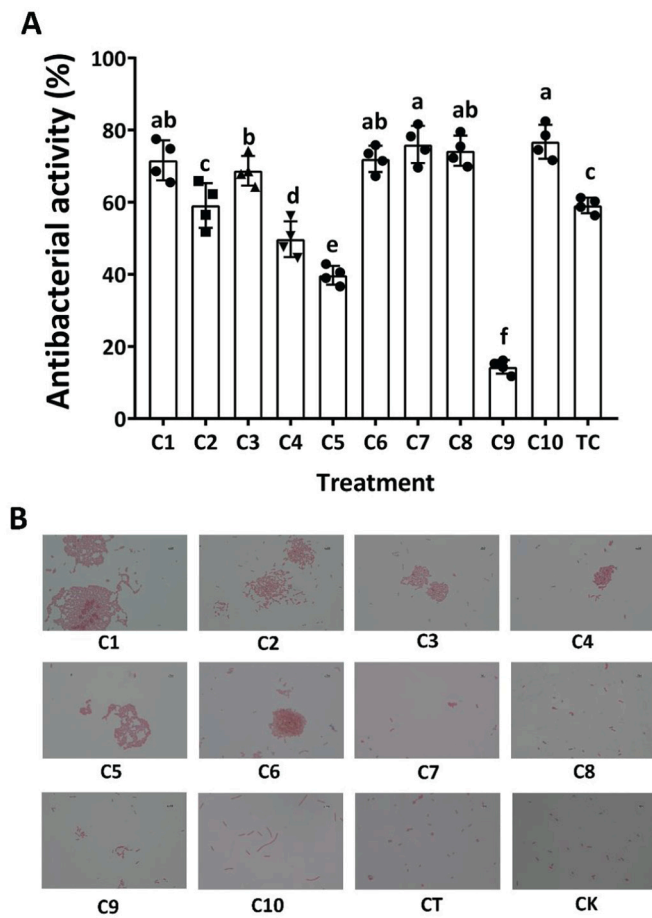 A
Antibacterial activity (%)
100
80
60
40
20
0
ab
c
b
d
e
ab
a
ab
f
a
c
C1 C2 C3 C4 C5 C6 C7 C8 C9 C10 TC
Treatment
B
C1 C2 C3 C4
C5 C6 C7 C8
C9 C10 CT CK